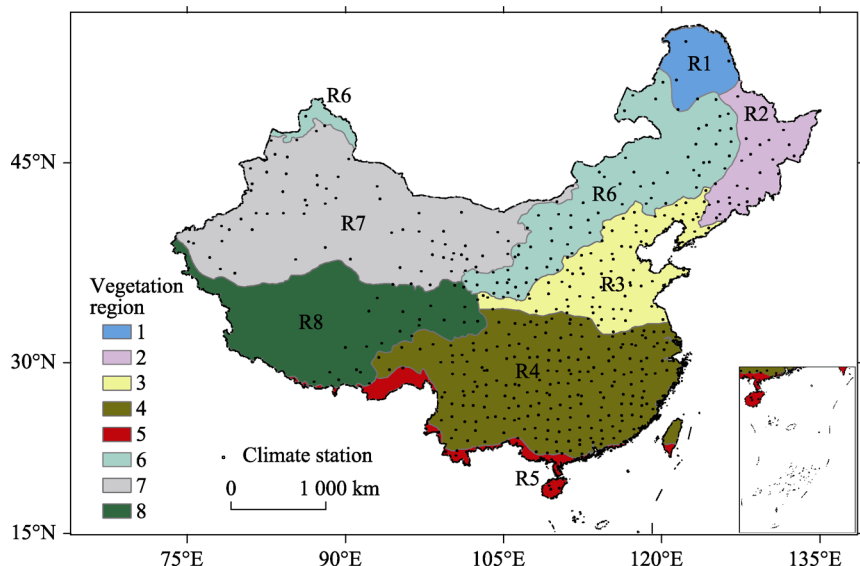 R1
R6
R2
45°N
R6
R7
R3
Vegetation
region
R8
1
2
30°N
3
R4
4
5
Climate station
6
R5
0
1 000 km
7
8
15°N
75°E
90°E
105°E
120°E
135°E